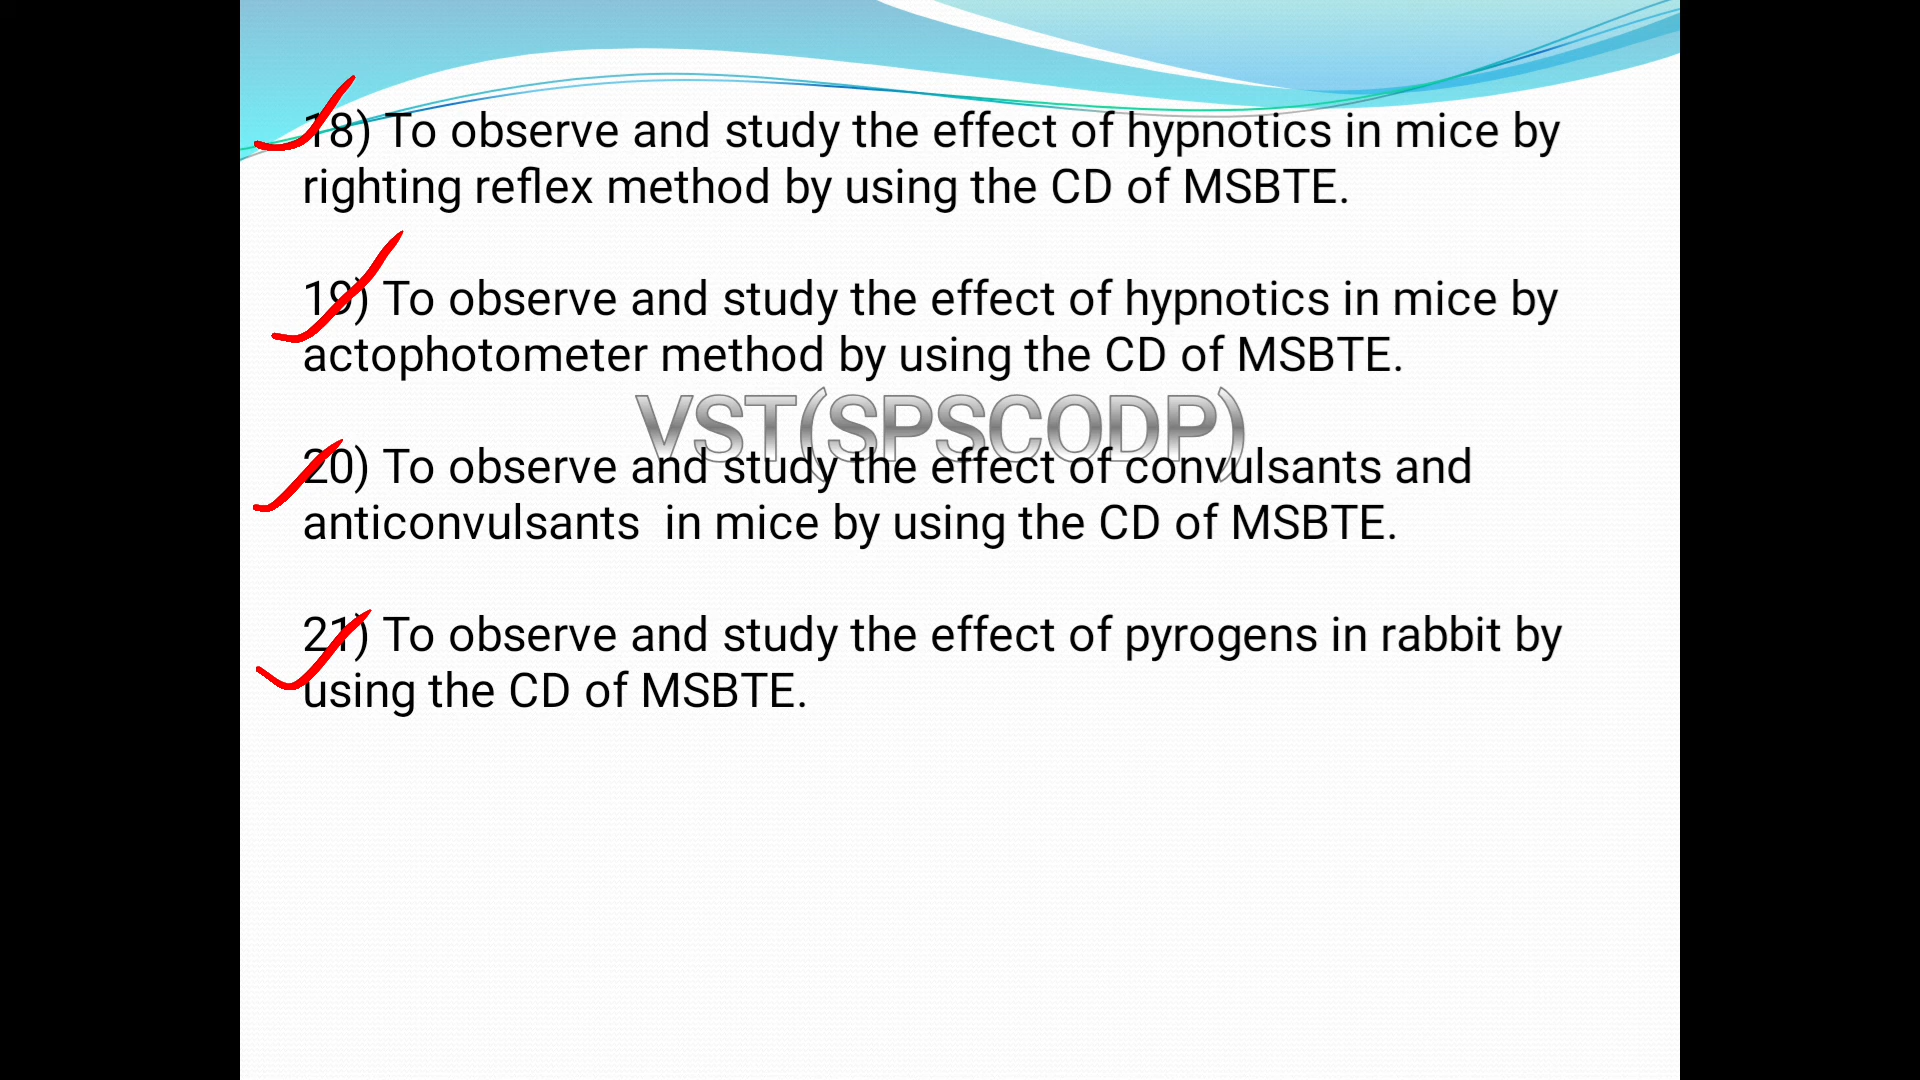 18) To observe and study the effect of hypnotics in mice by
righting reflex method by using the CD of MSBTE.
19) To observe and study the effect of hypnotics in mice by
actophotometer method by using the CD of MSBTE.
VST(SPSCODP)
20) To observe and study the effect of convulsants and
anticonvulsants  in mice by using the CD of MSBTE.
21) To observe and study the effect of pyrogens in rabbit by
using the CD of MSBTE.